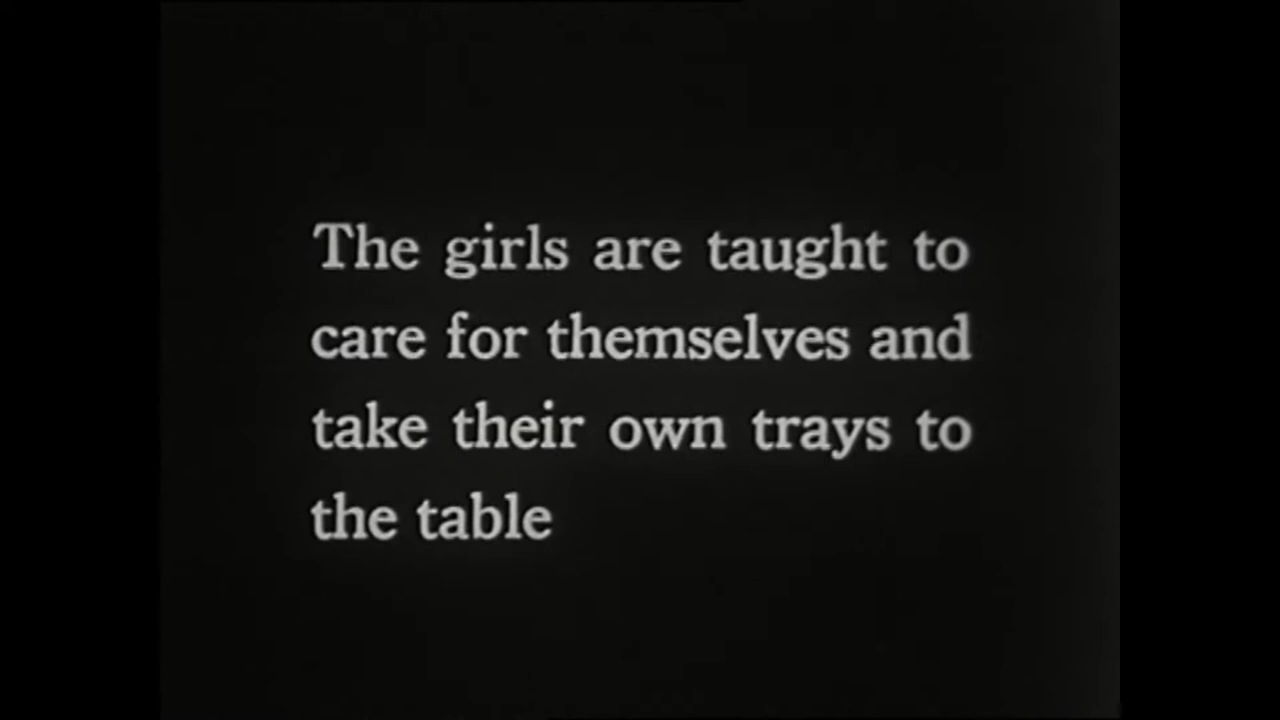 The girls are taught to
care for themselves and
take their own trays to
the table